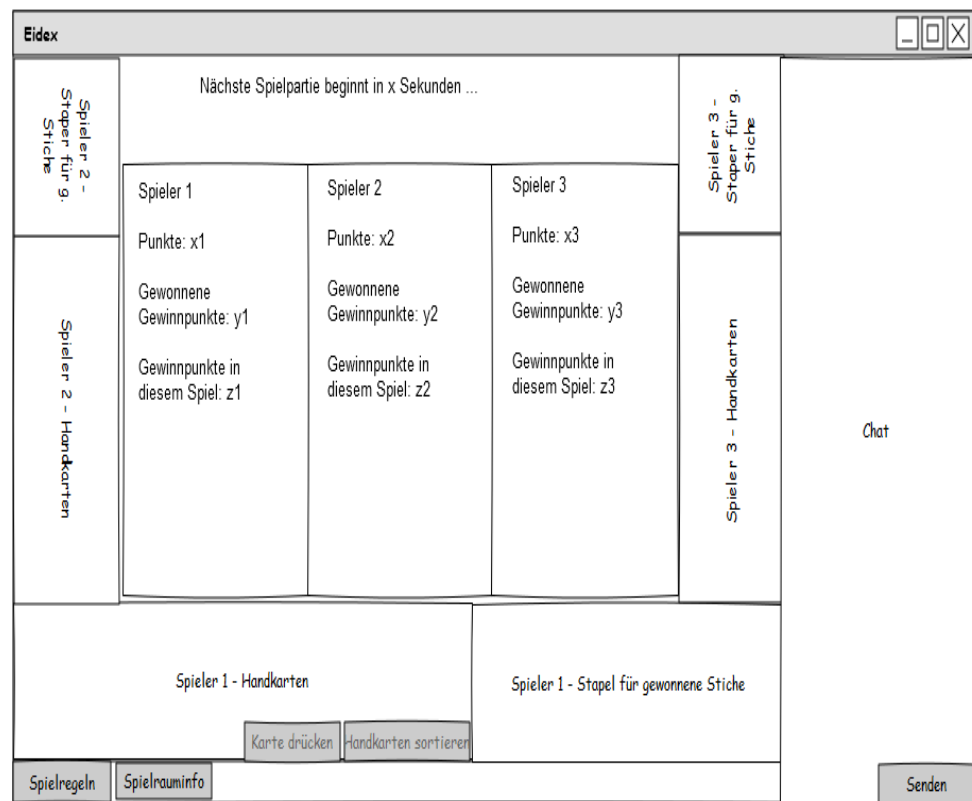 Eidex
Spieler 2 -
Staper für g.
Stiche
Nächste Spielpartie beginnt in x Sekunden ...
Spieler 3 -
Staper für g.
Stiche
Spieler 2 - Handkarten
Spieler 1
Punkte: x1
Gewonnene
Gewinnpunkte: y1
Gewinnpunkte in
diesem Spiel: z1
Spieler 2
Punkte: x2
Gewonnene
Gewinnpunkte: y2
Gewinnpunkte in
diesem Spiel: z2
Spieler 3
Punkte: x3
Gewonnene
Gewinnpunkte: y3
Gewinnpunkte in
diesem Spiel: z3
Spieler 3 - Handkarten
Chat
Spieler 1 - Handkarten
Spieler 1 - Stapel für gewonnene Stiche
Karte drücken
Handkarten sortieren
Spielregeln
Spielrauminfo
Senden